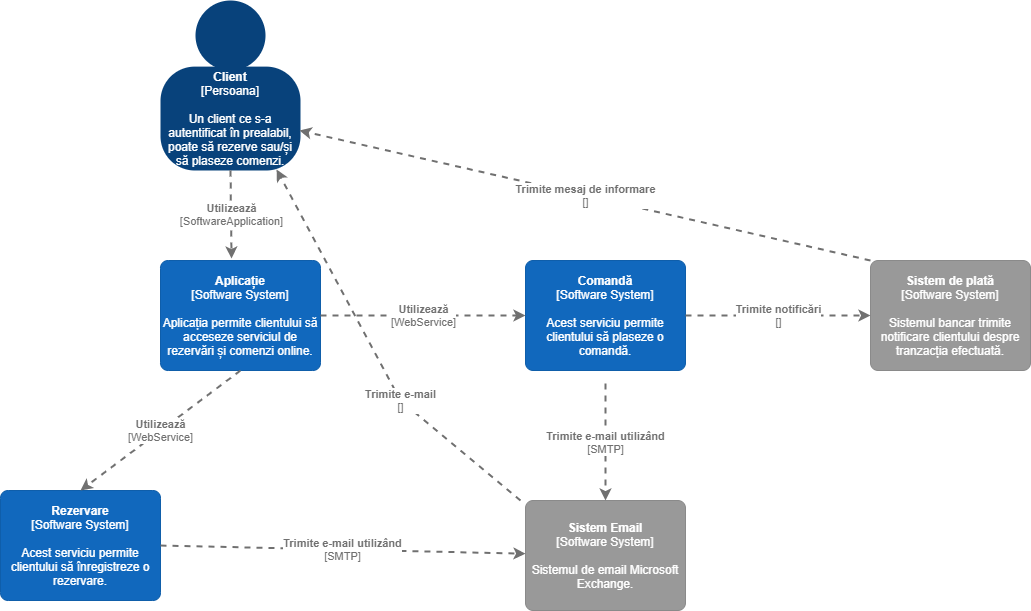 Client
[Persoana]
Un client ce s-a
autentificat în prealabil,
poate să rezerve sau/și
să plaseze comenzi.
Trimite mesaj de informare
[]
Utilizează
[SoftwareApplication]
Aplicație
[Software System]
Aplicația permite clientului să
acceseze serviciul de
rezervări și comenzi online.
Utilizează
[WebService]
Comandă
[Software System]
Acest serviciu permite
clientului să plaseze o
comandă.
Trimite notificări
[]
Sistem de plată
[Software System]
Sistemul bancar trimite
notificare clientului despre
tranzacția efectuată.
Trimite e-mail
[]
Utilizează
[WebService]
Trimite e-mail utilizând
[SMTP]
Rezervare
[Software System]
Acest serviciu permite
clientului să înregistreze o
rezervare.
Trimite e-mail utilizând
[SMTP]
Sistem Email
[Software System]
Sistemul de email Microsoft
Exchange.